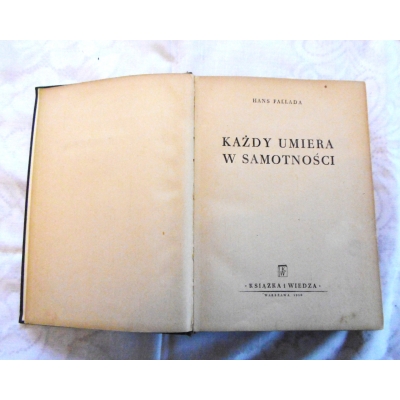 HANS FALLADA
KAŻDY UMIERA
W SAMOTNOŚCI
KSIĄŻKA I WIEDZA
WARSZAWA